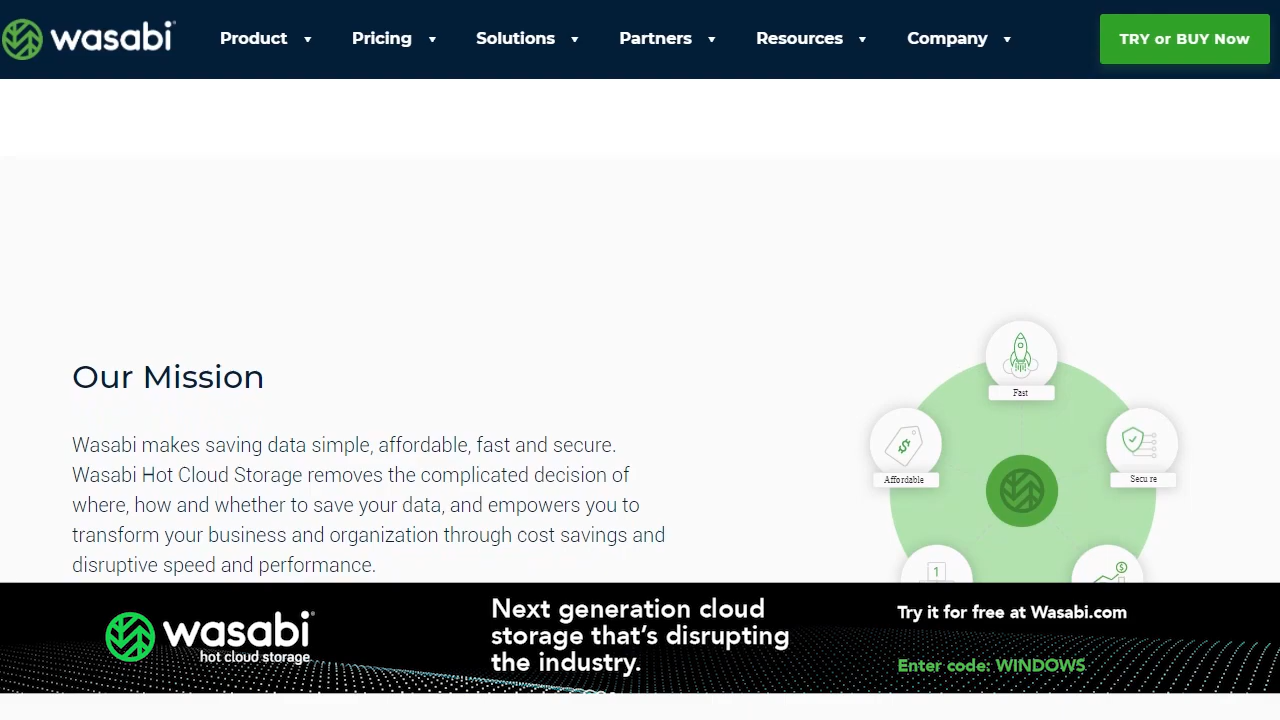 wasabi
Product Pricing Solutions Partners Resources Company
TRY or BUY Now
Our Mission
Wasabi makes saving data simple, affordable, fast and secure.
Wasabi Hot Cloud Storage removes the complicated decision of
where, how and whether to save your data, and empowers you to
transform your business and organization through cost savings and
disruptive speed and performance.
Fast
Affordable
Secure
1
$
wasabi
hot cloud storage
Next generation cloud
storage that's disrupting
the industry.
Try it for free at Wasabi.com
Enter code: WINDOWS